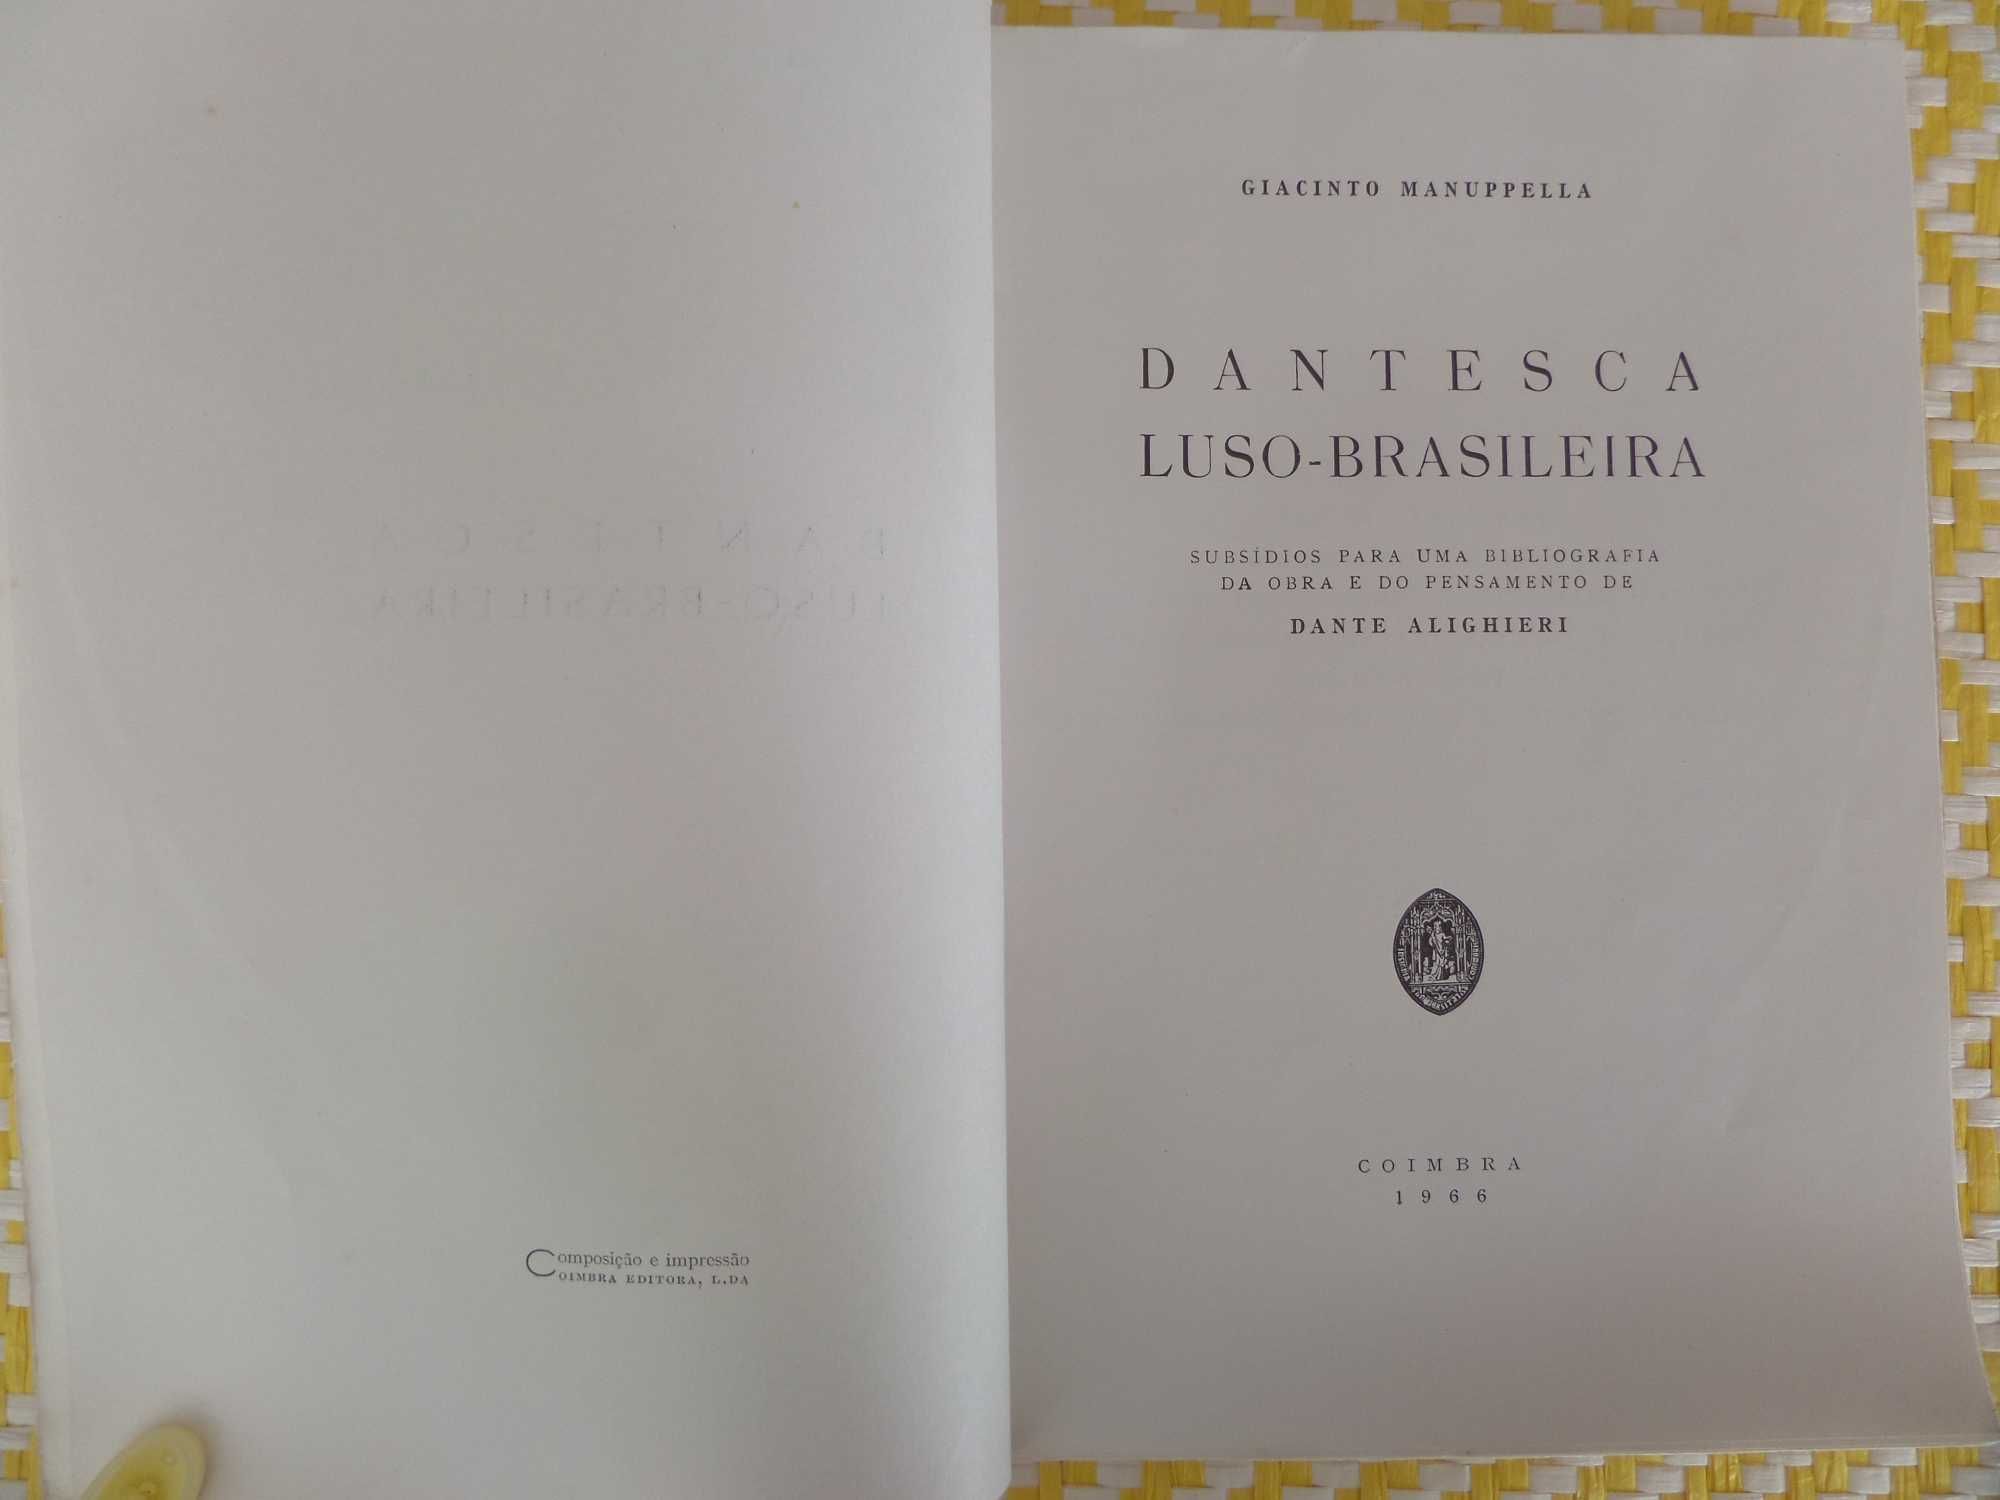 Composição e impressão
COIMBRA EDITORA, L.DA
GIACINTO MANUPPELLA
DANTESCA
LUSO-BRASILEIRA
SUBSÍDIOS PARA UMA BIBLIOGRAFIA
DA OBRA E DO PENSAMENTO DE
DANTE ALIGHIERI
COIMBRA
1966